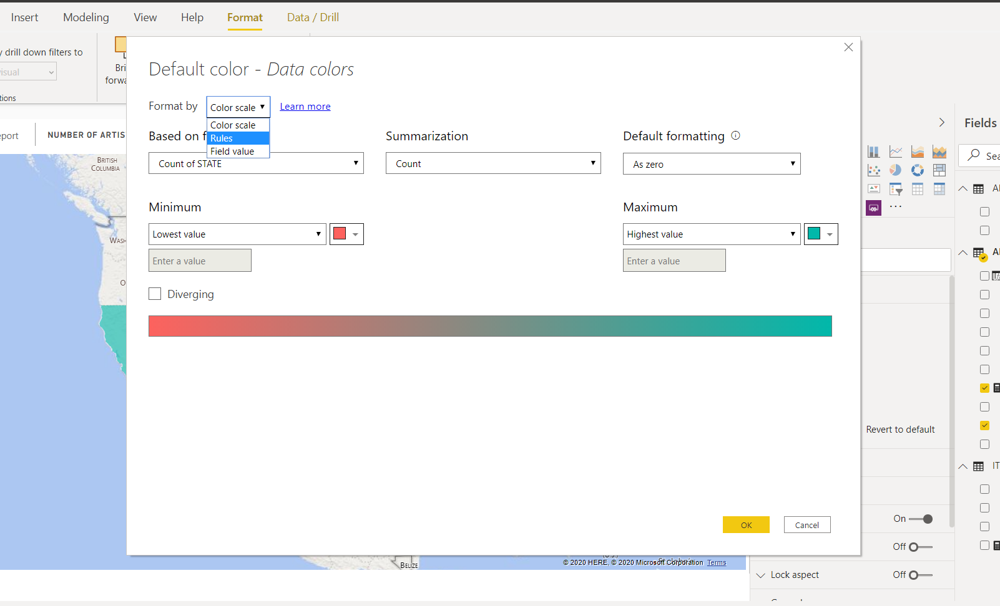 Insert Modeling View Help Format Data / Drill
y drill down filters to
isual
Bri
forwa
tions
Default color - Data colors
Format by Color scale Learn more
Color scale
Rules
Field value
Based on f Summarization Default formatting
Count of STATE Count As zero
Minimum Maximum
Lowest value Highest value
Enter a value Enter a value
Diverging
OK Cancel
eport NUMBER OF ARTIS
BRITISH
COLUMBIA
WASH
O
BELIZE
(U.S.)
© 2020 HERE, © 2020 Microsoft Corporation Terms
Fields
Sea
AI
AI
IT
Revert to default
On
Off
Lock aspect Off